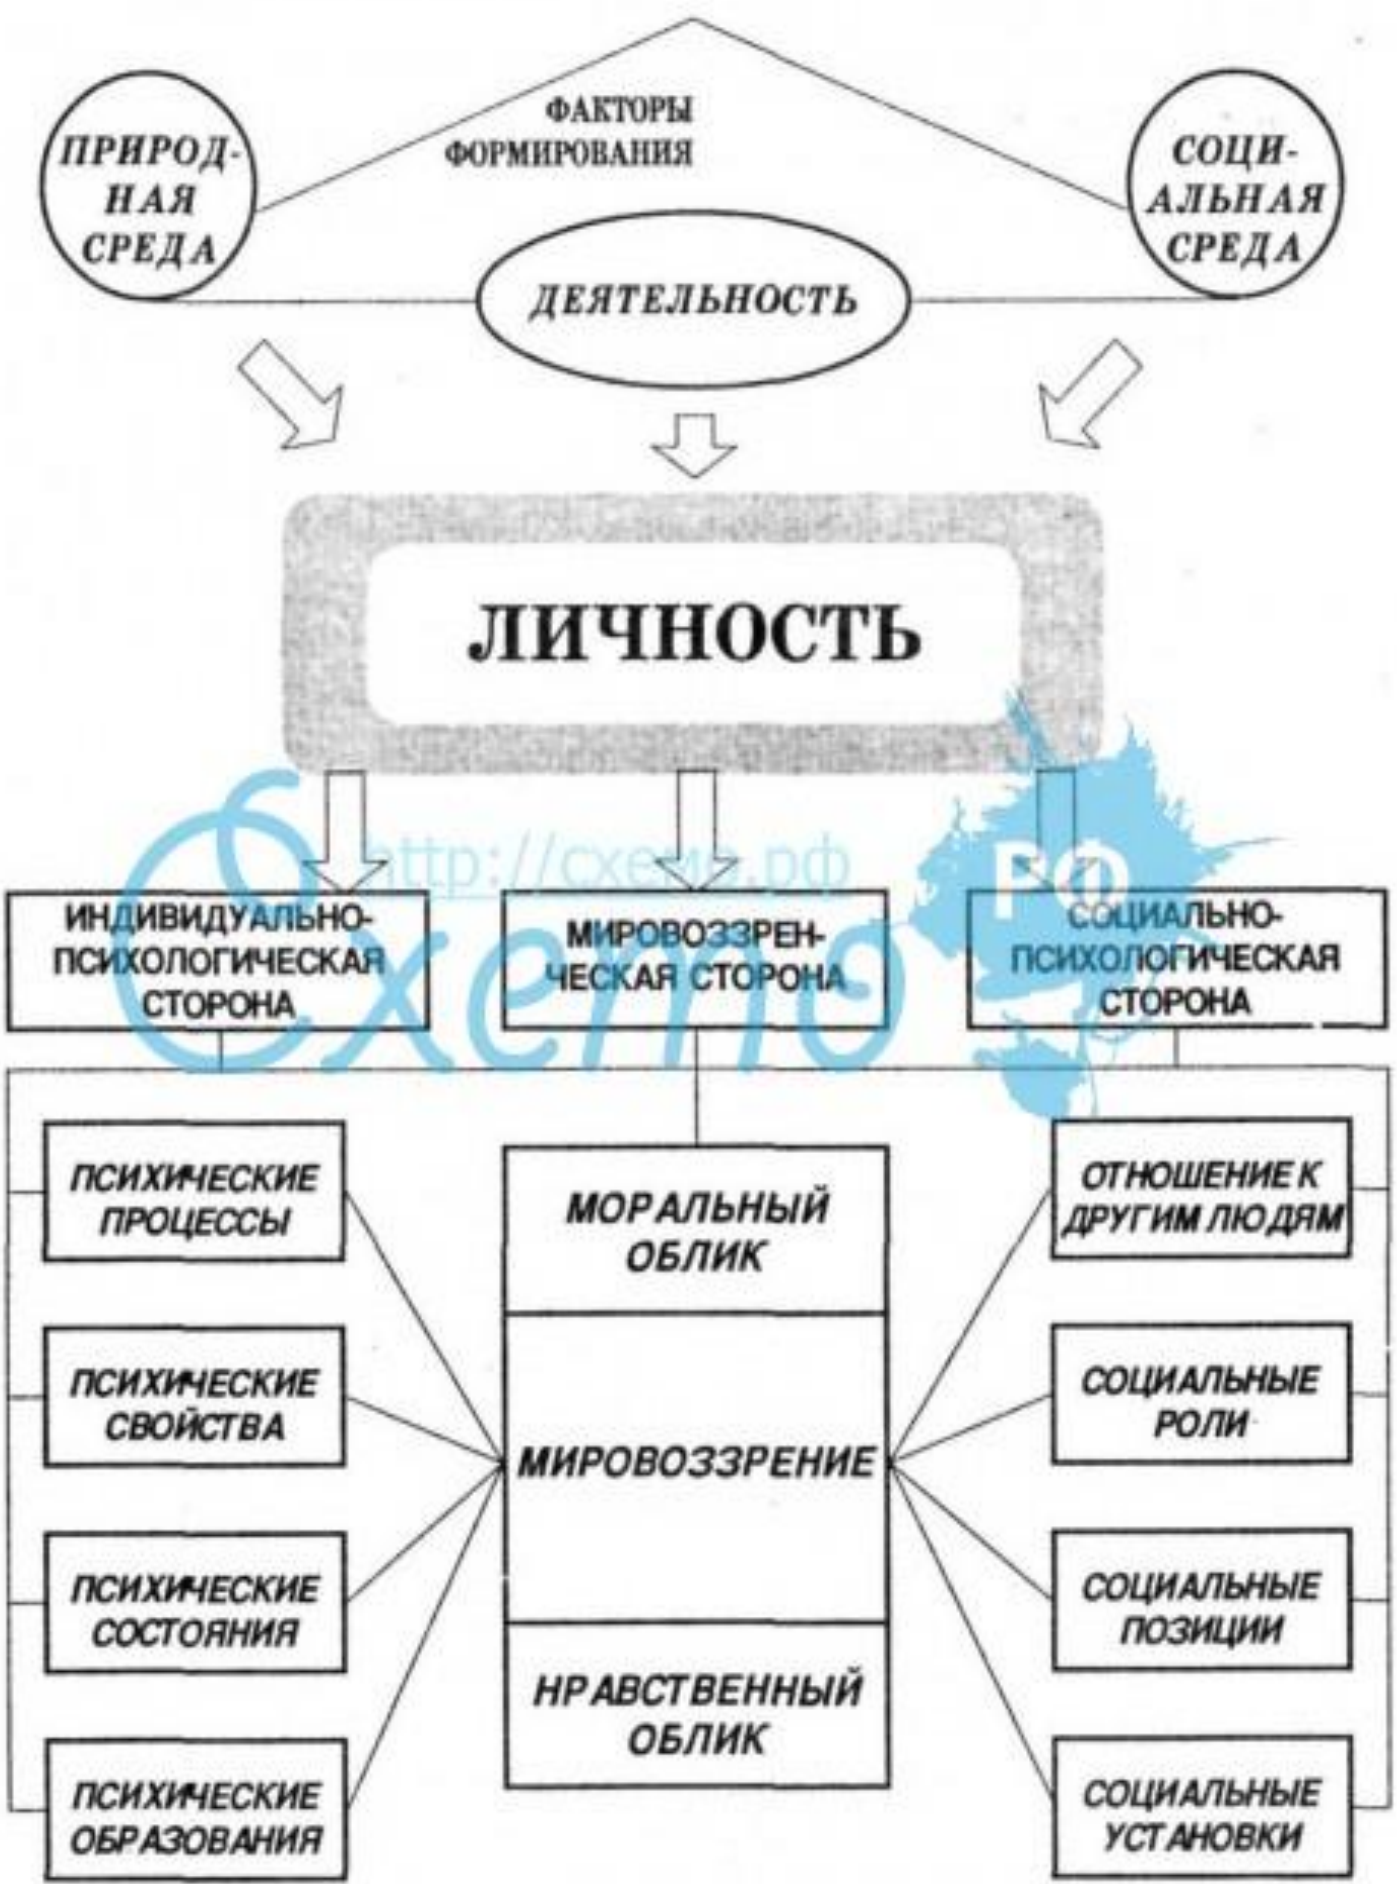 ФАКТОРЫ
ФОРМИРОВАНИЯ
ПРИРОД-
НАЯ
СРЕДА
СОЦИ-
АЛЬНАЯ
СРЕДА
ДЕЯТЕЛЬНОСТЬ
ЛИЧНОСТЬ
http://схемо.рф
Схемо
РФ
ИНДИВИДУАЛЬНО-
ПСИХОЛОГИЧЕСКАЯ
СТОРОНА
МИРОВОЗЗРЕН-
ЧЕСКАЯ СТОРОНА
СОЦИАЛЬНО-
ПСИХОЛОГИЧЕСКАЯ
СТОРОНА
ПСИХИЧЕСКИЕ
ПРОЦЕССЫ
ПСИХИЧЕСКИЕ
СВОЙСТВА
ПСИХИЧЕСКИЕ
СОСТОЯНИЯ
ПСИХИЧЕСКИЕ
ОБРАЗОВАНИЯ
МОРАЛЬНЫЙ
ОБЛИК
МИРОВОЗЗРЕНИЕ
НРАВСТВЕННЫЙ
ОБЛИК
ОТНОШЕНИЕ К
ДРУГИМ ЛЮДЯМ
СОЦИАЛЬНЫЕ
РОЛИ
СОЦИАЛЬНЫЕ
ПОЗИЦИИ
СОЦИАЛЬНЫЕ
УСТАНОВКИ